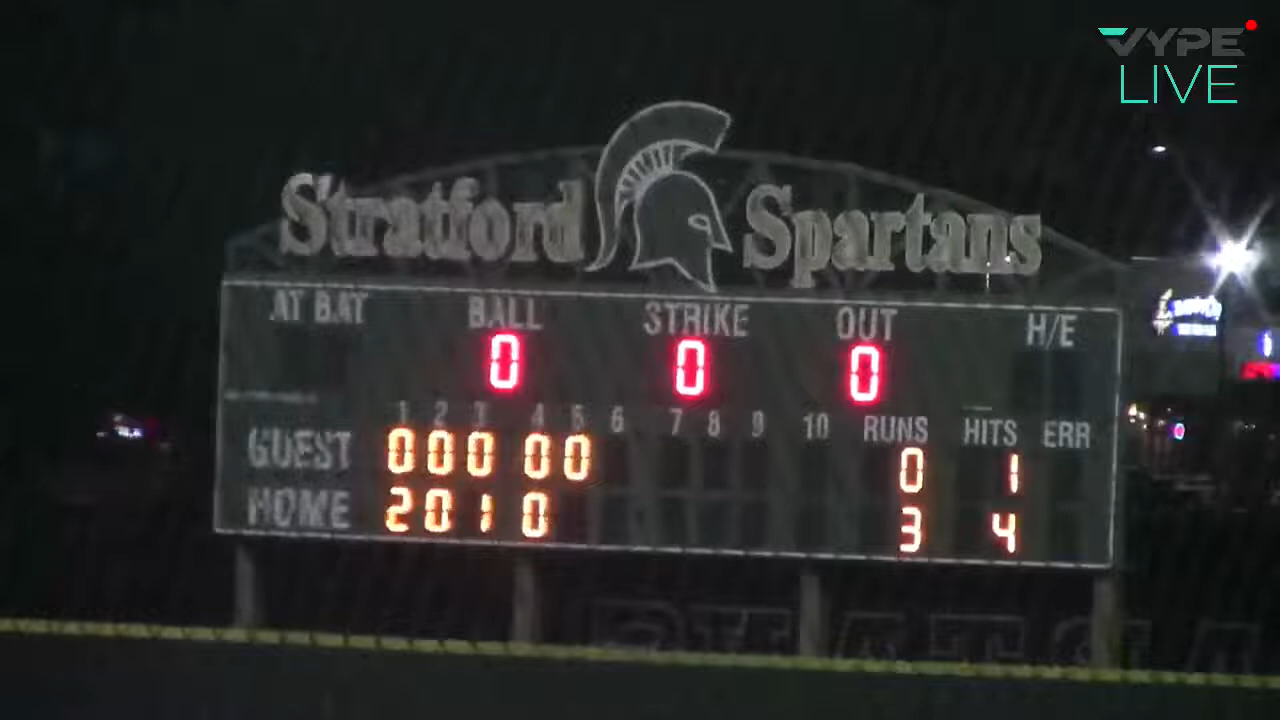 VYPE
LIVE
Stratford Spartans
AT BAT BALL STRIKE OUT H/E
0 0 0
1 2 3 4 5 6 7 8 9 10 RUNS HITS ERR
GUEST 0 0 0 0 0 0 1
HOME 2 0 1 0 3 4